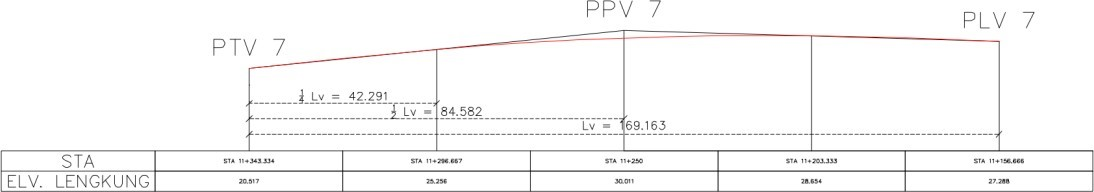 PPV 7
PLV 7
PTV 7
1/4 Lv = 42.291
1/2 Lv = 84.582
Lv = 169.163
STA STA 11+343.334 STA 11+296.667 STA 11+250 STA 11+203.333 STA 11+156.666
ELV. LENGKUNG 20.517 25.256 30.011 28.654 27.288